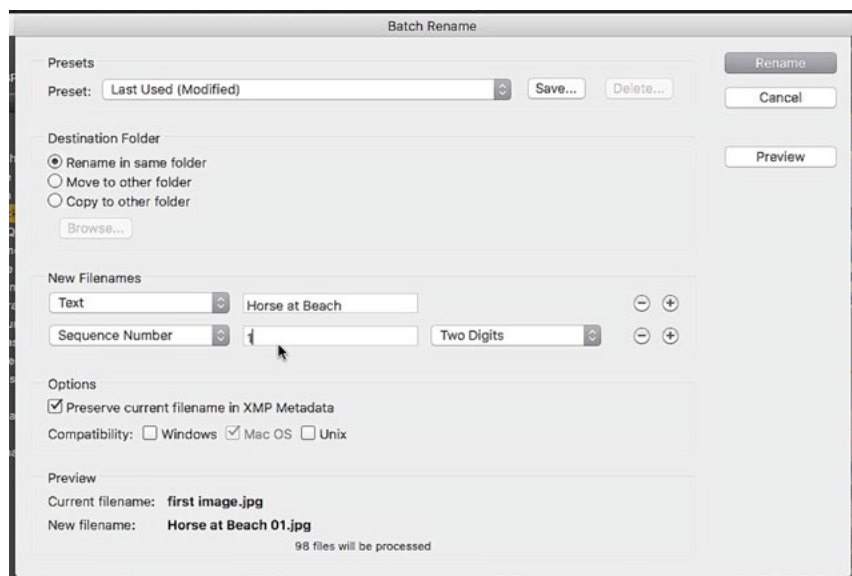 Batch Rename
Presets
Preset: Last Used (Modified) Save... Delete...
Rename
Cancel
Destination Folder
Rename in same folder
Move to other folder
Copy to other folder
Browse...
Preview
New Filenames
Text Horse at Beach
Sequence Number 1 Two Digits
Options
Preserve current filename in XMP Metadata
Compatibility: Windows Mac OS Unix
Preview
Current filename: first image.jpg
New filename: Horse at Beach 01.jpg
98 files will be processed